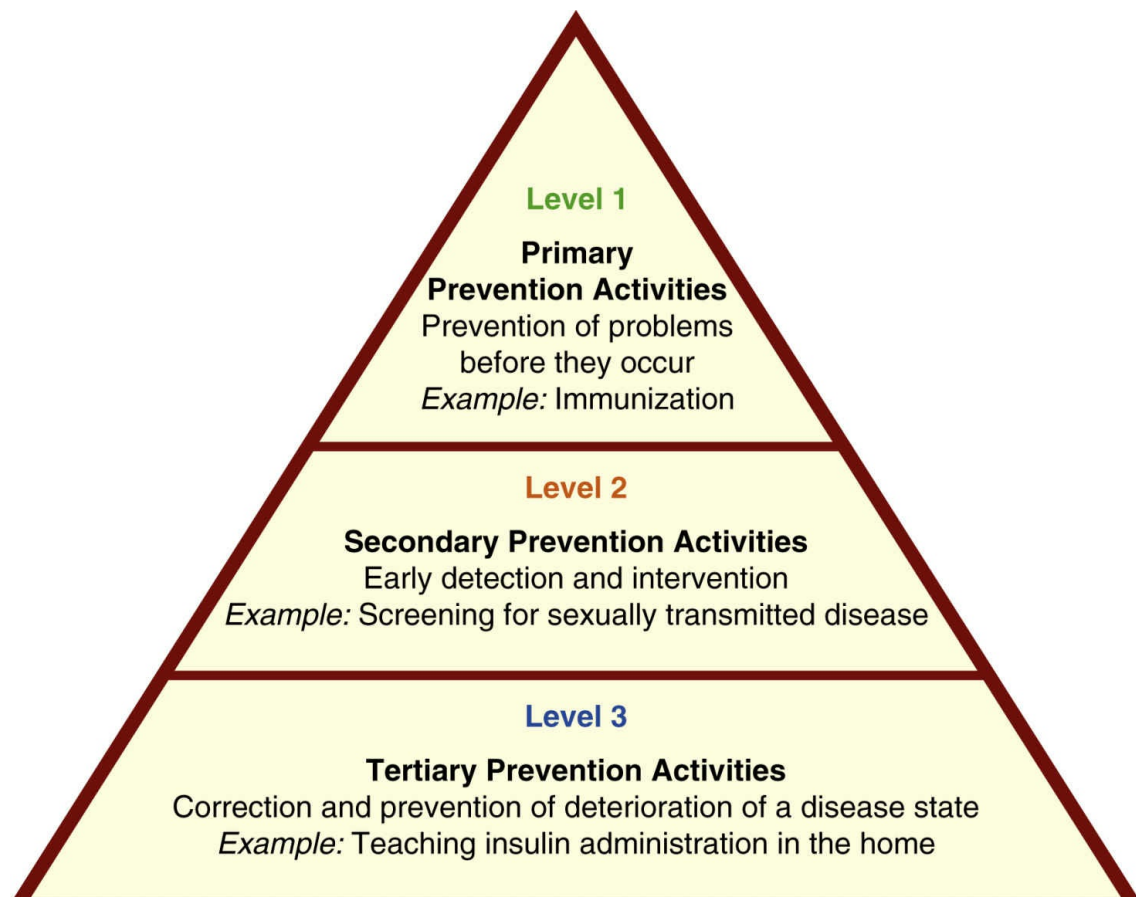 Level 1
Primary
Prevention Activities
Prevention of problems
before they occur
Example: Immunization
Level 2
Secondary Prevention Activities
Early detection and intervention
Example: Screening for sexually transmitted disease
Level 3
Tertiary Prevention Activities
Correction and prevention of deterioration of a disease state
Example: Teaching insulin administration in the home